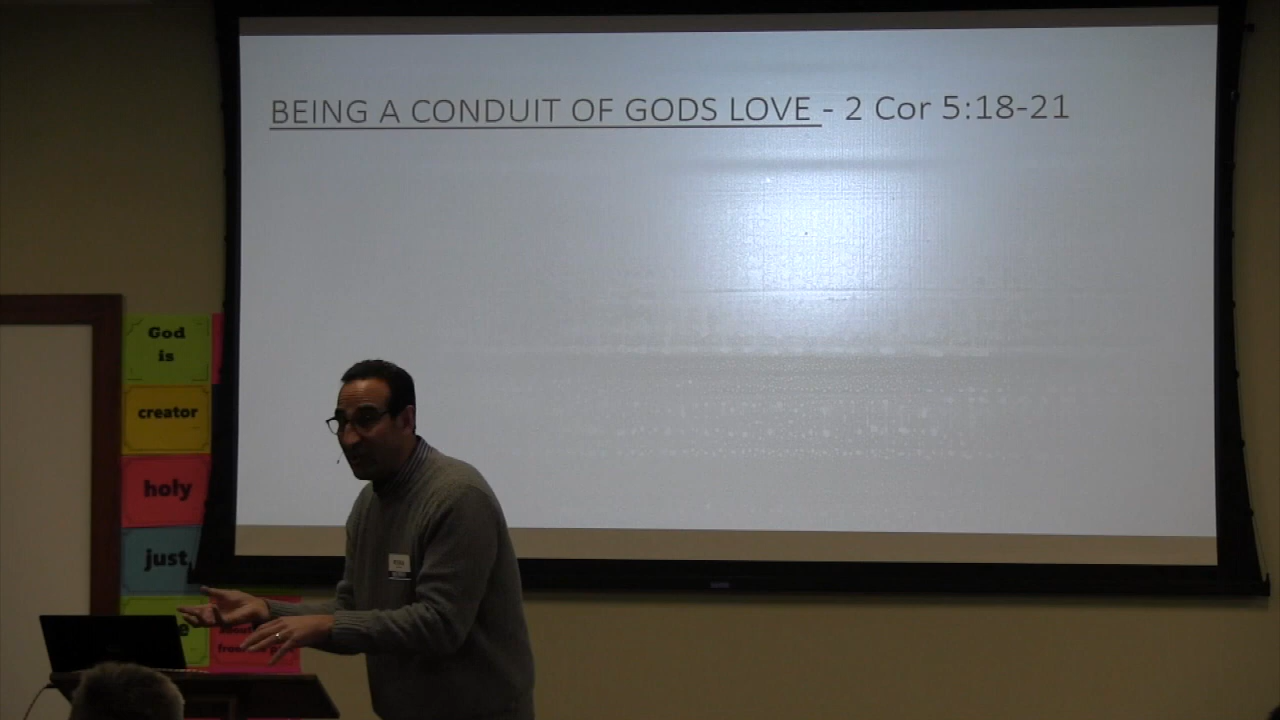 BEING A CONDUIT OF GODS LOVE - 2 Cor 5:18-21
God
is
creator
holy
just